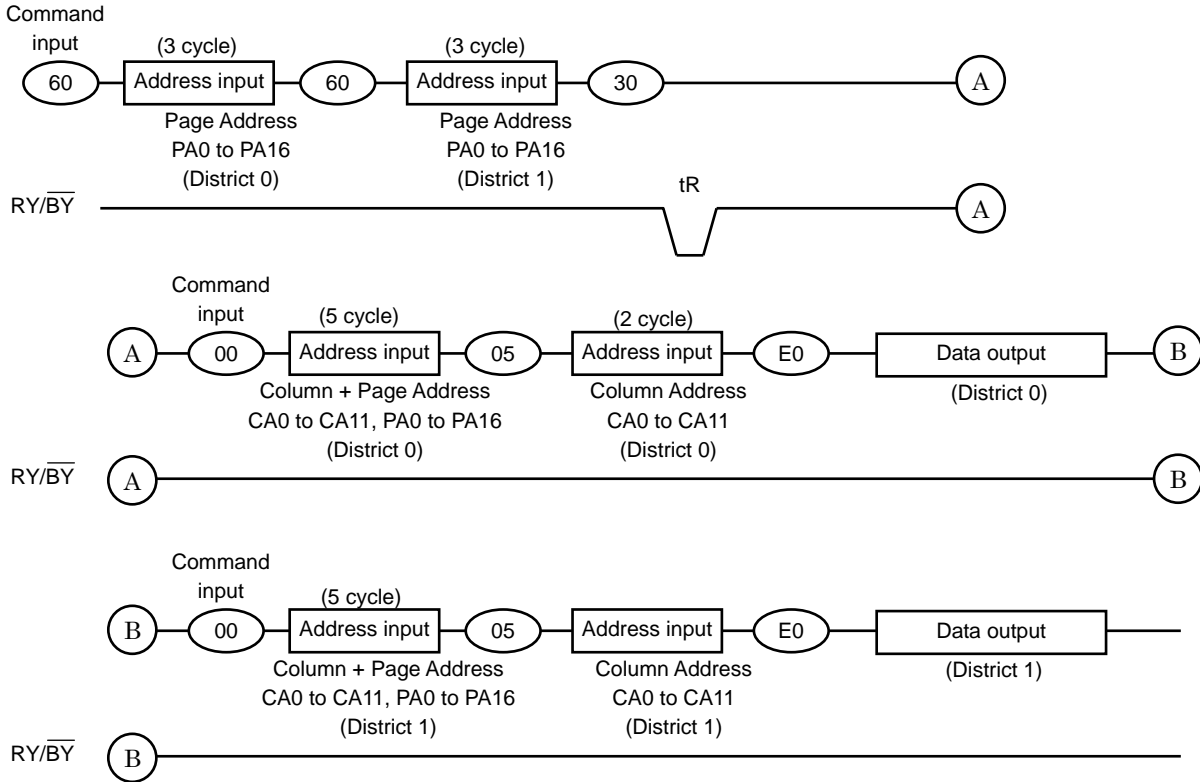 Command
input
(3 cycle)
(3 cycle)
60
Address input
60
Address input
30
A
Page Address
PA0 to PA16
(District 0)
Page Address
PA0 to PA16
(District 1)
tR
RY/B̅Y̅
A
Command
input
(5 cycle)
(2 cycle)
A
00
Address input
05
Address input
E0
Data output
B
Column + Page Address
CA0 to CA11, PA0 to PA16
(District 0)
Column Address
CA0 to CA11
(District 0)
(District 0)
RY/B̅Y̅
A
B
Command
input
(5 cycle)
B
00
Address input
05
Address input
E0
Data output
Column + Page Address
CA0 to CA11, PA0 to PA16
(District 1)
Column Address
CA0 to CA11
(District 1)
(District 1)
RY/B̅Y̅
B